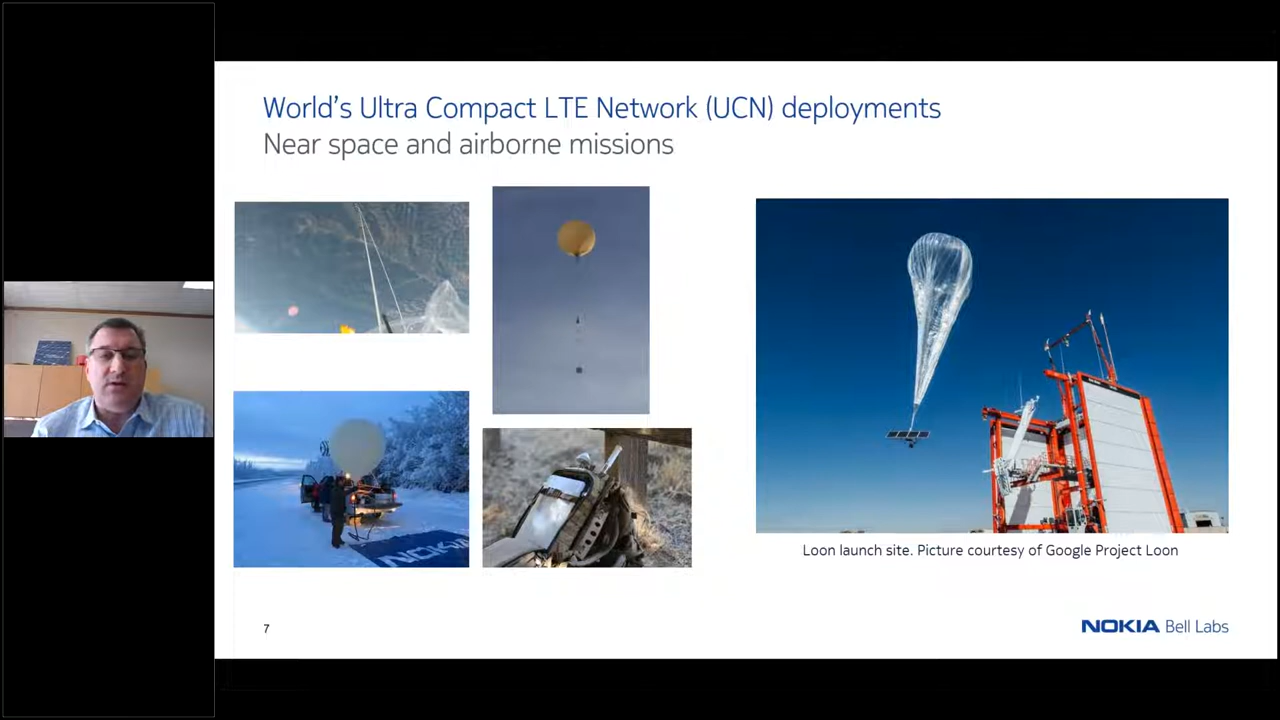 World's Ultra Compact LTE Network (UCN) deployments
Near space and airborne missions
NOKIA
Loon launch site. Picture courtesy of Google Project Loon
7
NOKIA Bell Labs